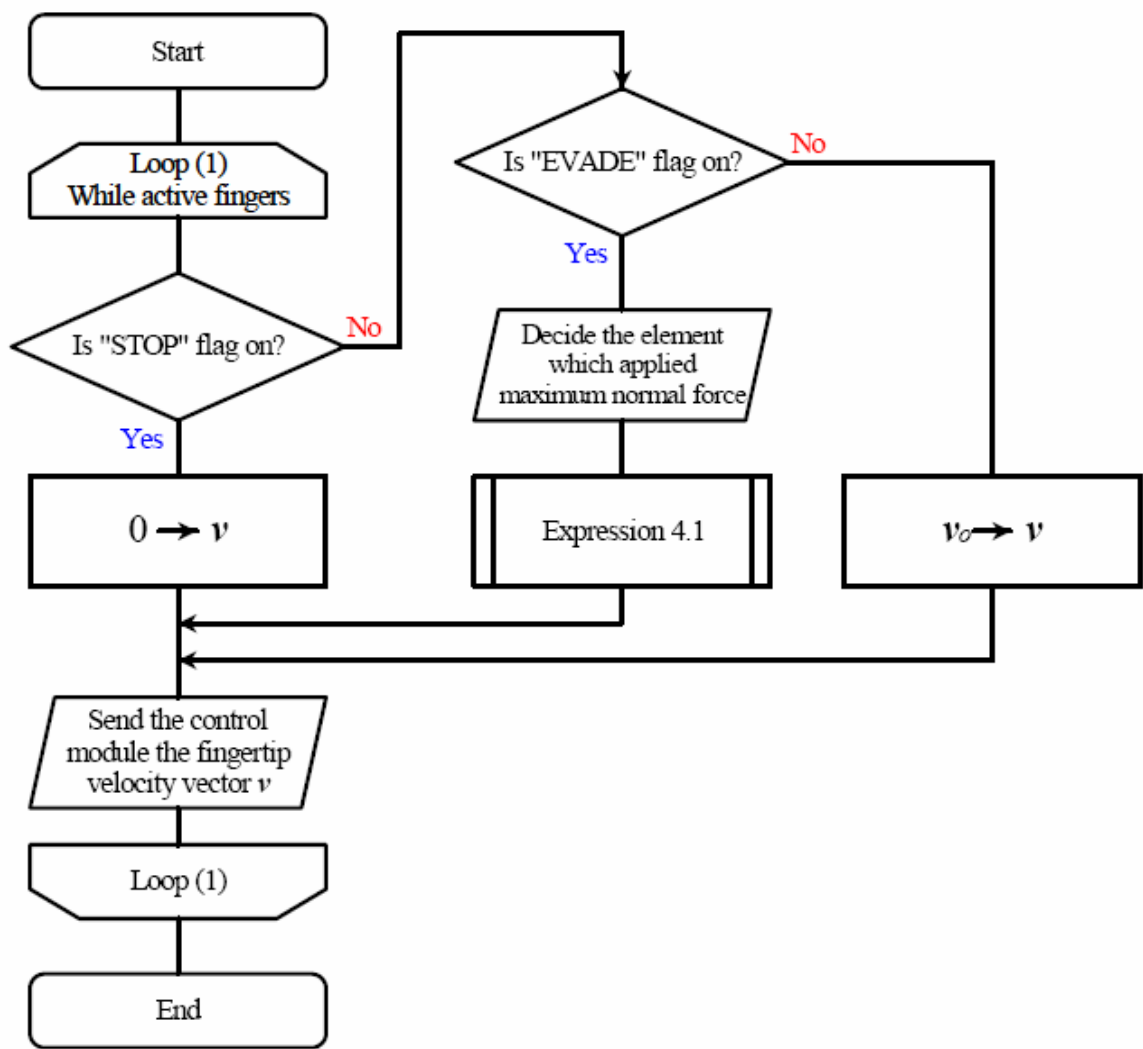 Start
Loop (1)
While active fingers
Is "STOP" flag on?
No
Yes
0 → v
Is "EVADE" flag on?
No
Yes
Decide the element
which applied
maximum normal force
Expression 4.1
vo → v
Send the control
module the fingertip
velocity vector v
Loop (1)
End